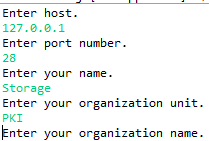 Enter host.
127.0.0.1
Enter port number.
28
Enter your name.
Storage
Enter your organization unit.
PKI
Enter your organization name.